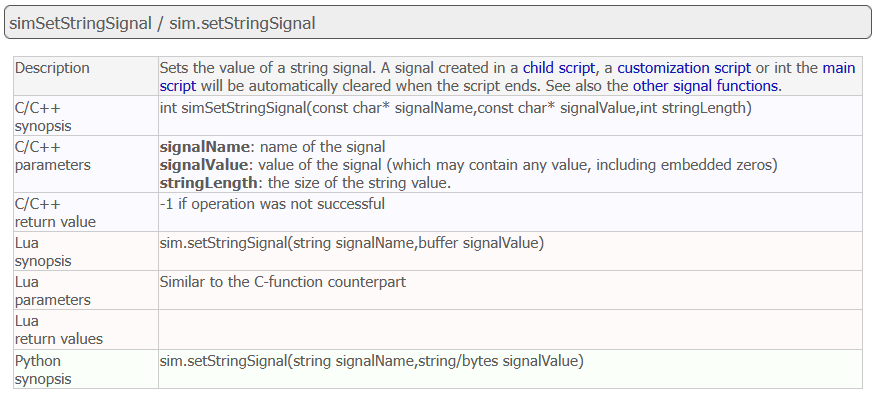 simSetStringSignal / sim.setStringSignal
Description
Sets the value of a string signal. A signal created in a child script, a customization script or int the main
script will be automatically cleared when the script ends. See also the other signal functions.
C/C++
synopsis
int simSetStringSignal(const char* signalName,const char* signalValue,int stringLength)
C/C++
parameters
signalName: name of the signal
signalValue: value of the signal (which may contain any value, including embedded zeros)
stringLength: the size of the string value.
C/C++
return value
-1 if operation was not successful
Lua
synopsis
sim.setStringSignal(string signalName,buffer signalValue)
Lua
parameters
Similar to the C-function counterpart
Lua
return values
Python
synopsis
sim.setStringSignal(string signalName,string/bytes signalValue)